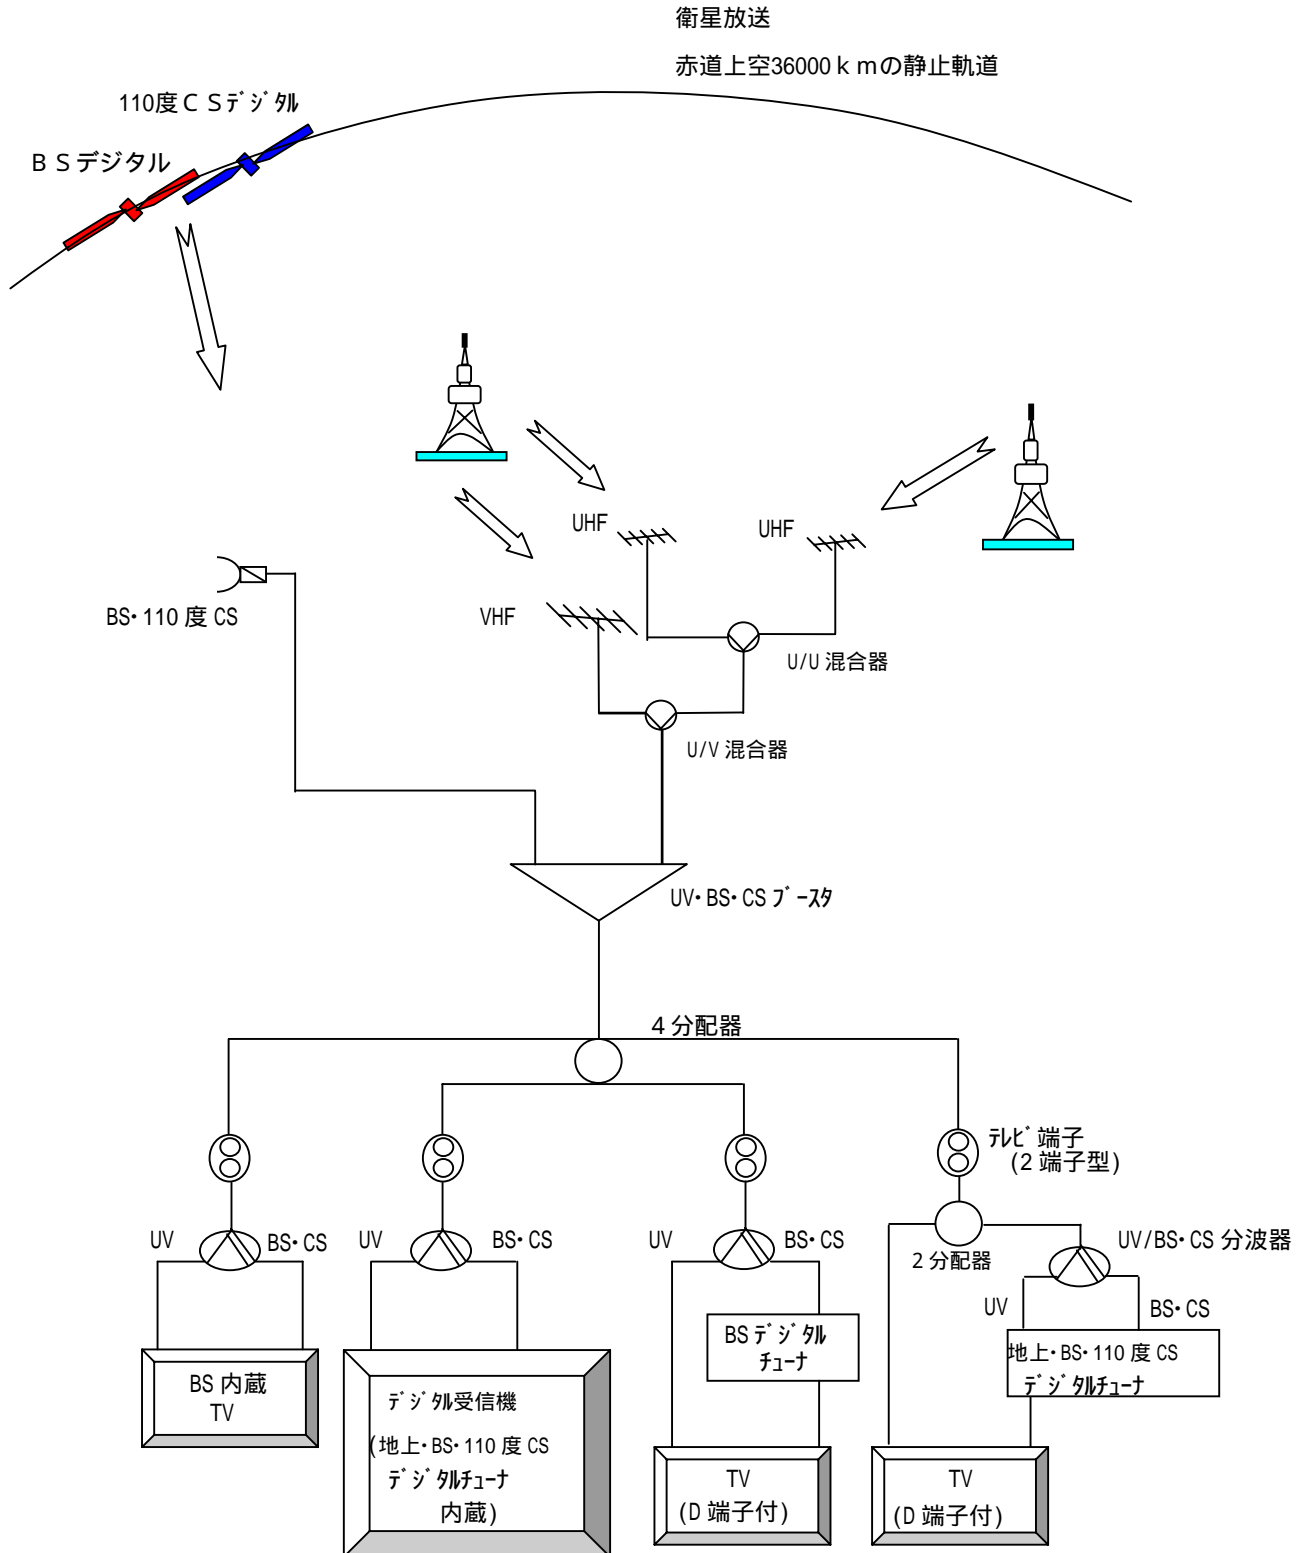 衛星放送
赤道上空36000ｋｍの静止軌道
110度ＣＳﾃﾞｼﾞﾀﾙ
ＢＳデジタル
UHF
UHF
BS・110 度 CS
VHF
U/U 混合器
U/V 混合器
UV・BS・CS ﾌﾞｰｽﾀ
４分配器
ﾃﾚﾋﾞ端子
(2 端子型)
UV
BS・CS
UV
BS・CS
UV
BS・CS
2 分配器
UV/BS・CS 分波器
UV
BS・CS
BS ﾃﾞｼﾞﾀﾙ
ﾁｭｰﾅ
地上・BS・110 度 CS
ﾃﾞｼﾞﾀﾙﾁｭｰﾅ
BS 内蔵
TV
ﾃﾞｼﾞﾀﾙ受信機
(地上・BS・110 度 CS
ﾃﾞｼﾞﾀﾙﾁｭｰﾅ
内蔵)
TV
(D 端子付)
TV
(D 端子付)